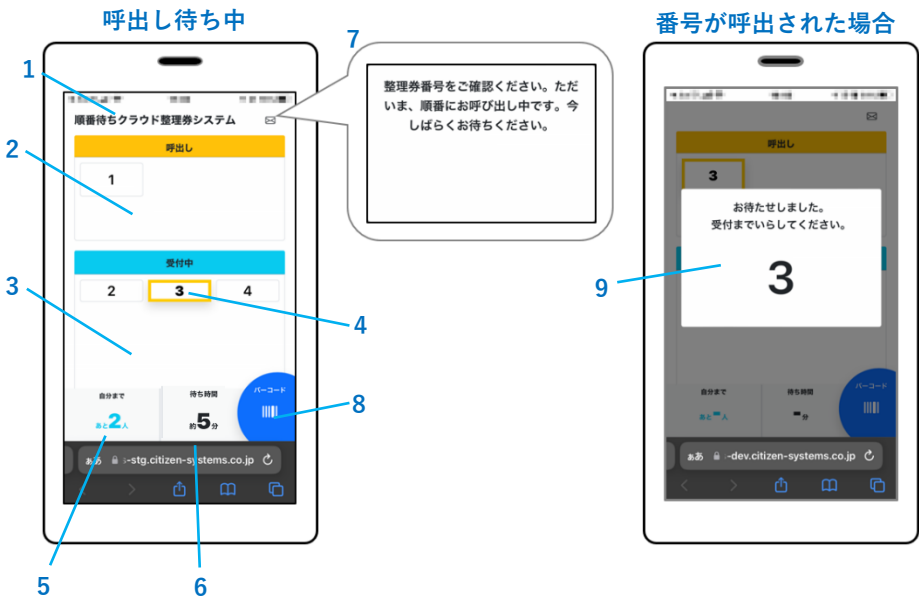 呼出し待ち中
1
順番待ちクラウド整理券システム
2
呼出し
1
受付中
2 3 4
3
4
自分まで
あと2人
待ち時間
約5分
バーコード
8
ああ -stg.citizen-systems.co.jp
5
6
7
整理券番号をご確認ください。ただ
いま、順番にお呼び出し中です。今
しばらくお待ちください。
番号が呼出された場合
呼出し
3
お待たせしました。
受付までいらしてください。
3
9
自分まで
あと-人
待ち時間
-分
バーコード
ああ -dev.citizen-systems.co.jp